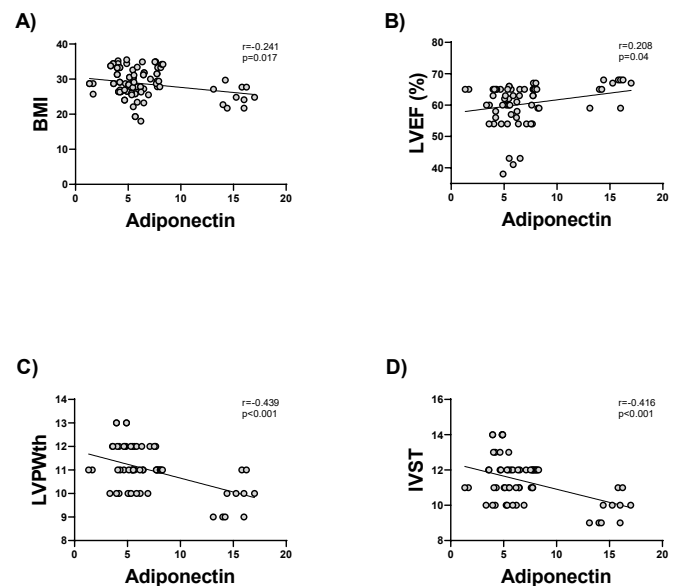 A)
r=-0.241
p=0.017
40
30
20
10
0
BMI
0 5 10 15 20
Adiponectin
B)
r=0.208
p=0.04
80
70
60
50
40
LVEF (%)
0 5 10 15 20
Adiponectin
C)
r=-0.439
p<0.001
14
13
12
11
10
9
8
LVPWth
0 5 10 15 20
Adiponectin
D)
r=-0.416
p<0.001
16
14
12
10
8
IVST
0 5 10 15 20
Adiponectin